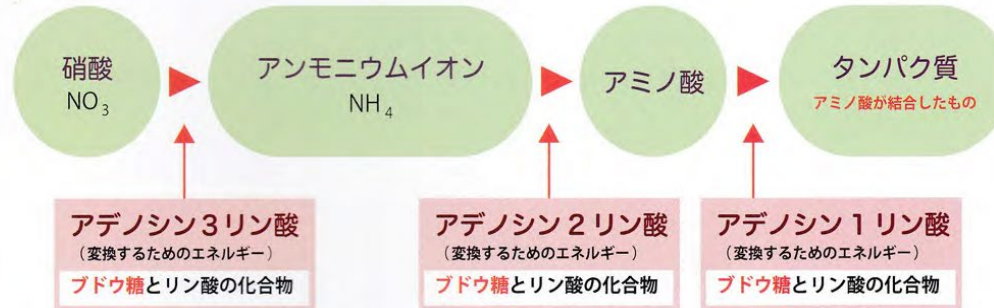 硝酸
NO₃
アンモニウムイオン
NH₄
アミノ酸
タンパク質
アミノ酸が結合したもの
アデノシン3リン酸
（変換するためのエネルギー）
ブドウ糖とリン酸の化合物
アデノシン2リン酸
（変換するためのエネルギー）
ブドウ糖とリン酸の化合物
アデノシン1リン酸
（変換するためのエネルギー）
ブドウ糖とリン酸の化合物